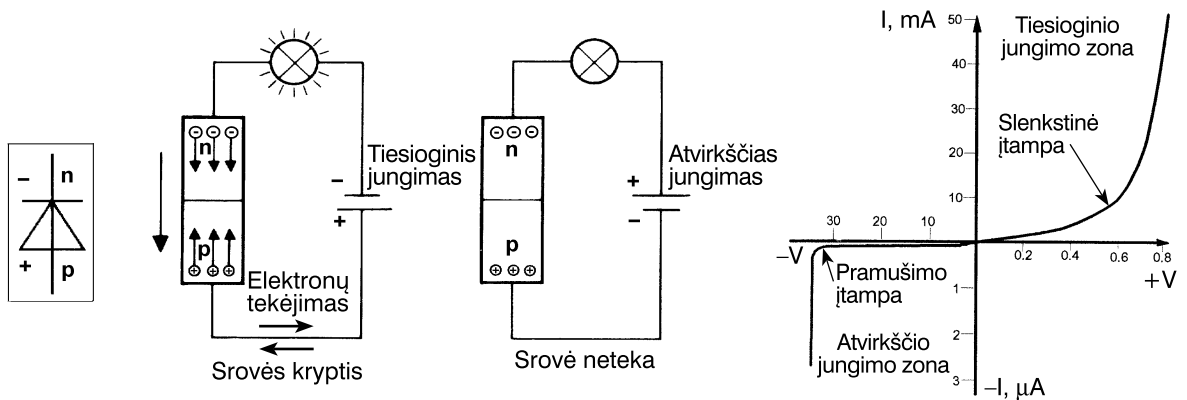 – n
+ p
n
p
Tiesioginis
jungimas
–
+
Elektronų
tekėjimas
Srovės kryptis
n
p
Atvirkščias
jungimas
+
–
Srovė neteka
I, mA
50
40
30
20
10
Tiesioginio
jungimo zona
Slenkstinė
įtampa
30 20 10
–V
0.2 0.4 0.6 0.8
+V
Pramušimo
įtampa
1
2
3
Atvirkščio
jungimo zona
–I, μA